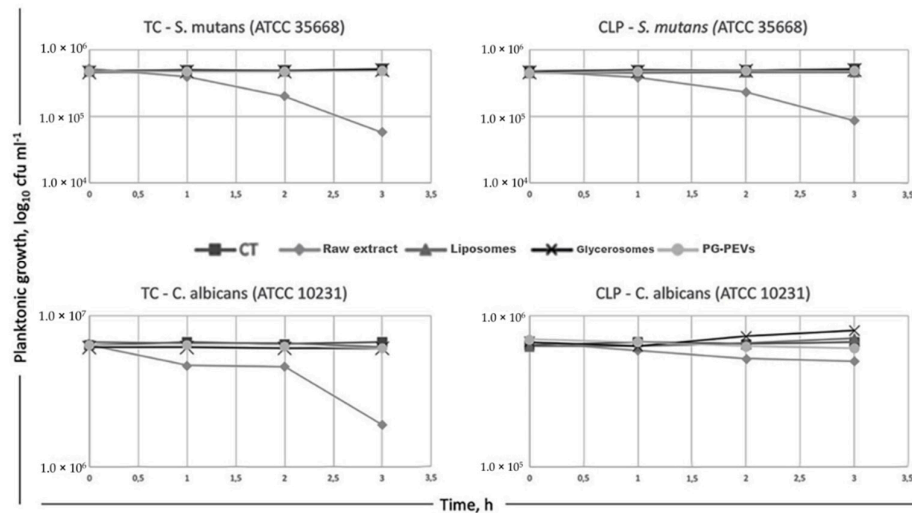 TC - S. mutans (ATCC 35668)
CLP - S. mutans (ATCC 35668)
1.0 × 10⁶
1.0 × 10⁵
1.0 × 10⁴
0 0,5 1 1,5 2 2,5 3 3,5
1.0 × 10⁶
1.0 × 10⁵
1.0 × 10⁴
0 0,5 1 1,5 2 2,5 3 3,5
Planktonic growth, log₁₀ cfu ml⁻¹
CT Raw extract Liposomes Glycerosomes PG-PEVs
TC - C. albicans (ATCC 10231)
CLP - C. albicans (ATCC 10231)
1.0 × 10⁷
1.0 × 10⁶
0 0,5 1 1,5 2 2,5 3 3,5
1.0 × 10⁶
1.0 × 10⁵
0 0,5 1 1,5 2 2,5 3 3,5
Time, h